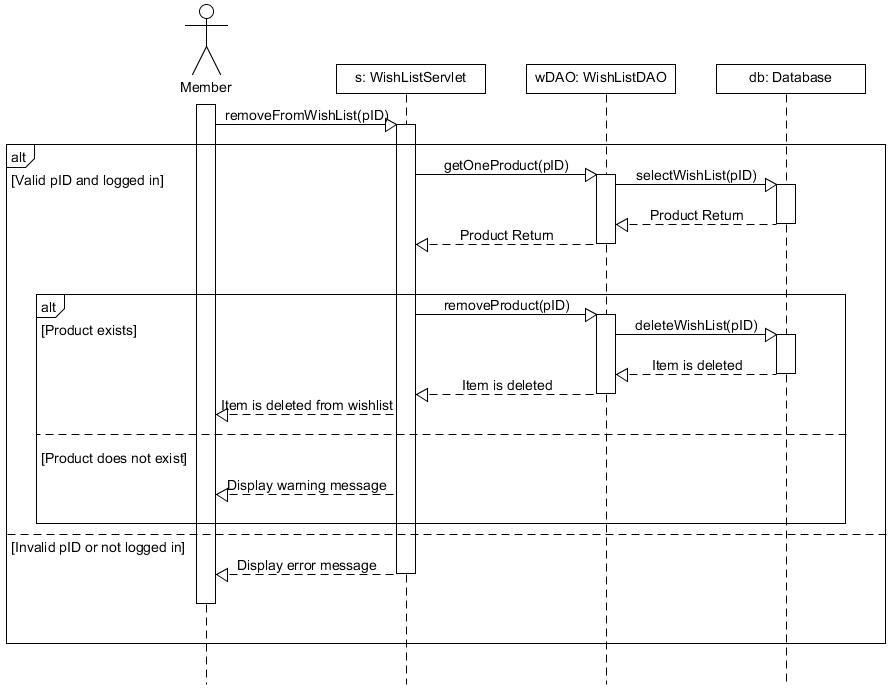 Member
s: WishListServlet
wDAO: WishListDAO
db: Database
removeFromWishList(pID)
alt
[Valid pID and logged in]
getOneProduct(pID)
selectWishList(pID)
Product Return
Product Return
alt
[Product exists]
removeProduct(pID)
deleteWishList(pID)
Item is deleted
Item is deleted
Item is deleted from wishlist
[Product does not exist]
Display warning message
[Invalid pID or not logged in]
Display error message